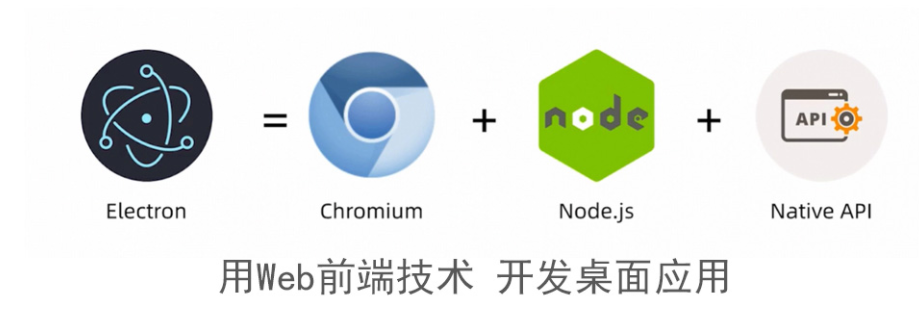 = + node + API
Electron Chromium Node.js Native API
用Web前端技术 开发桌面应用